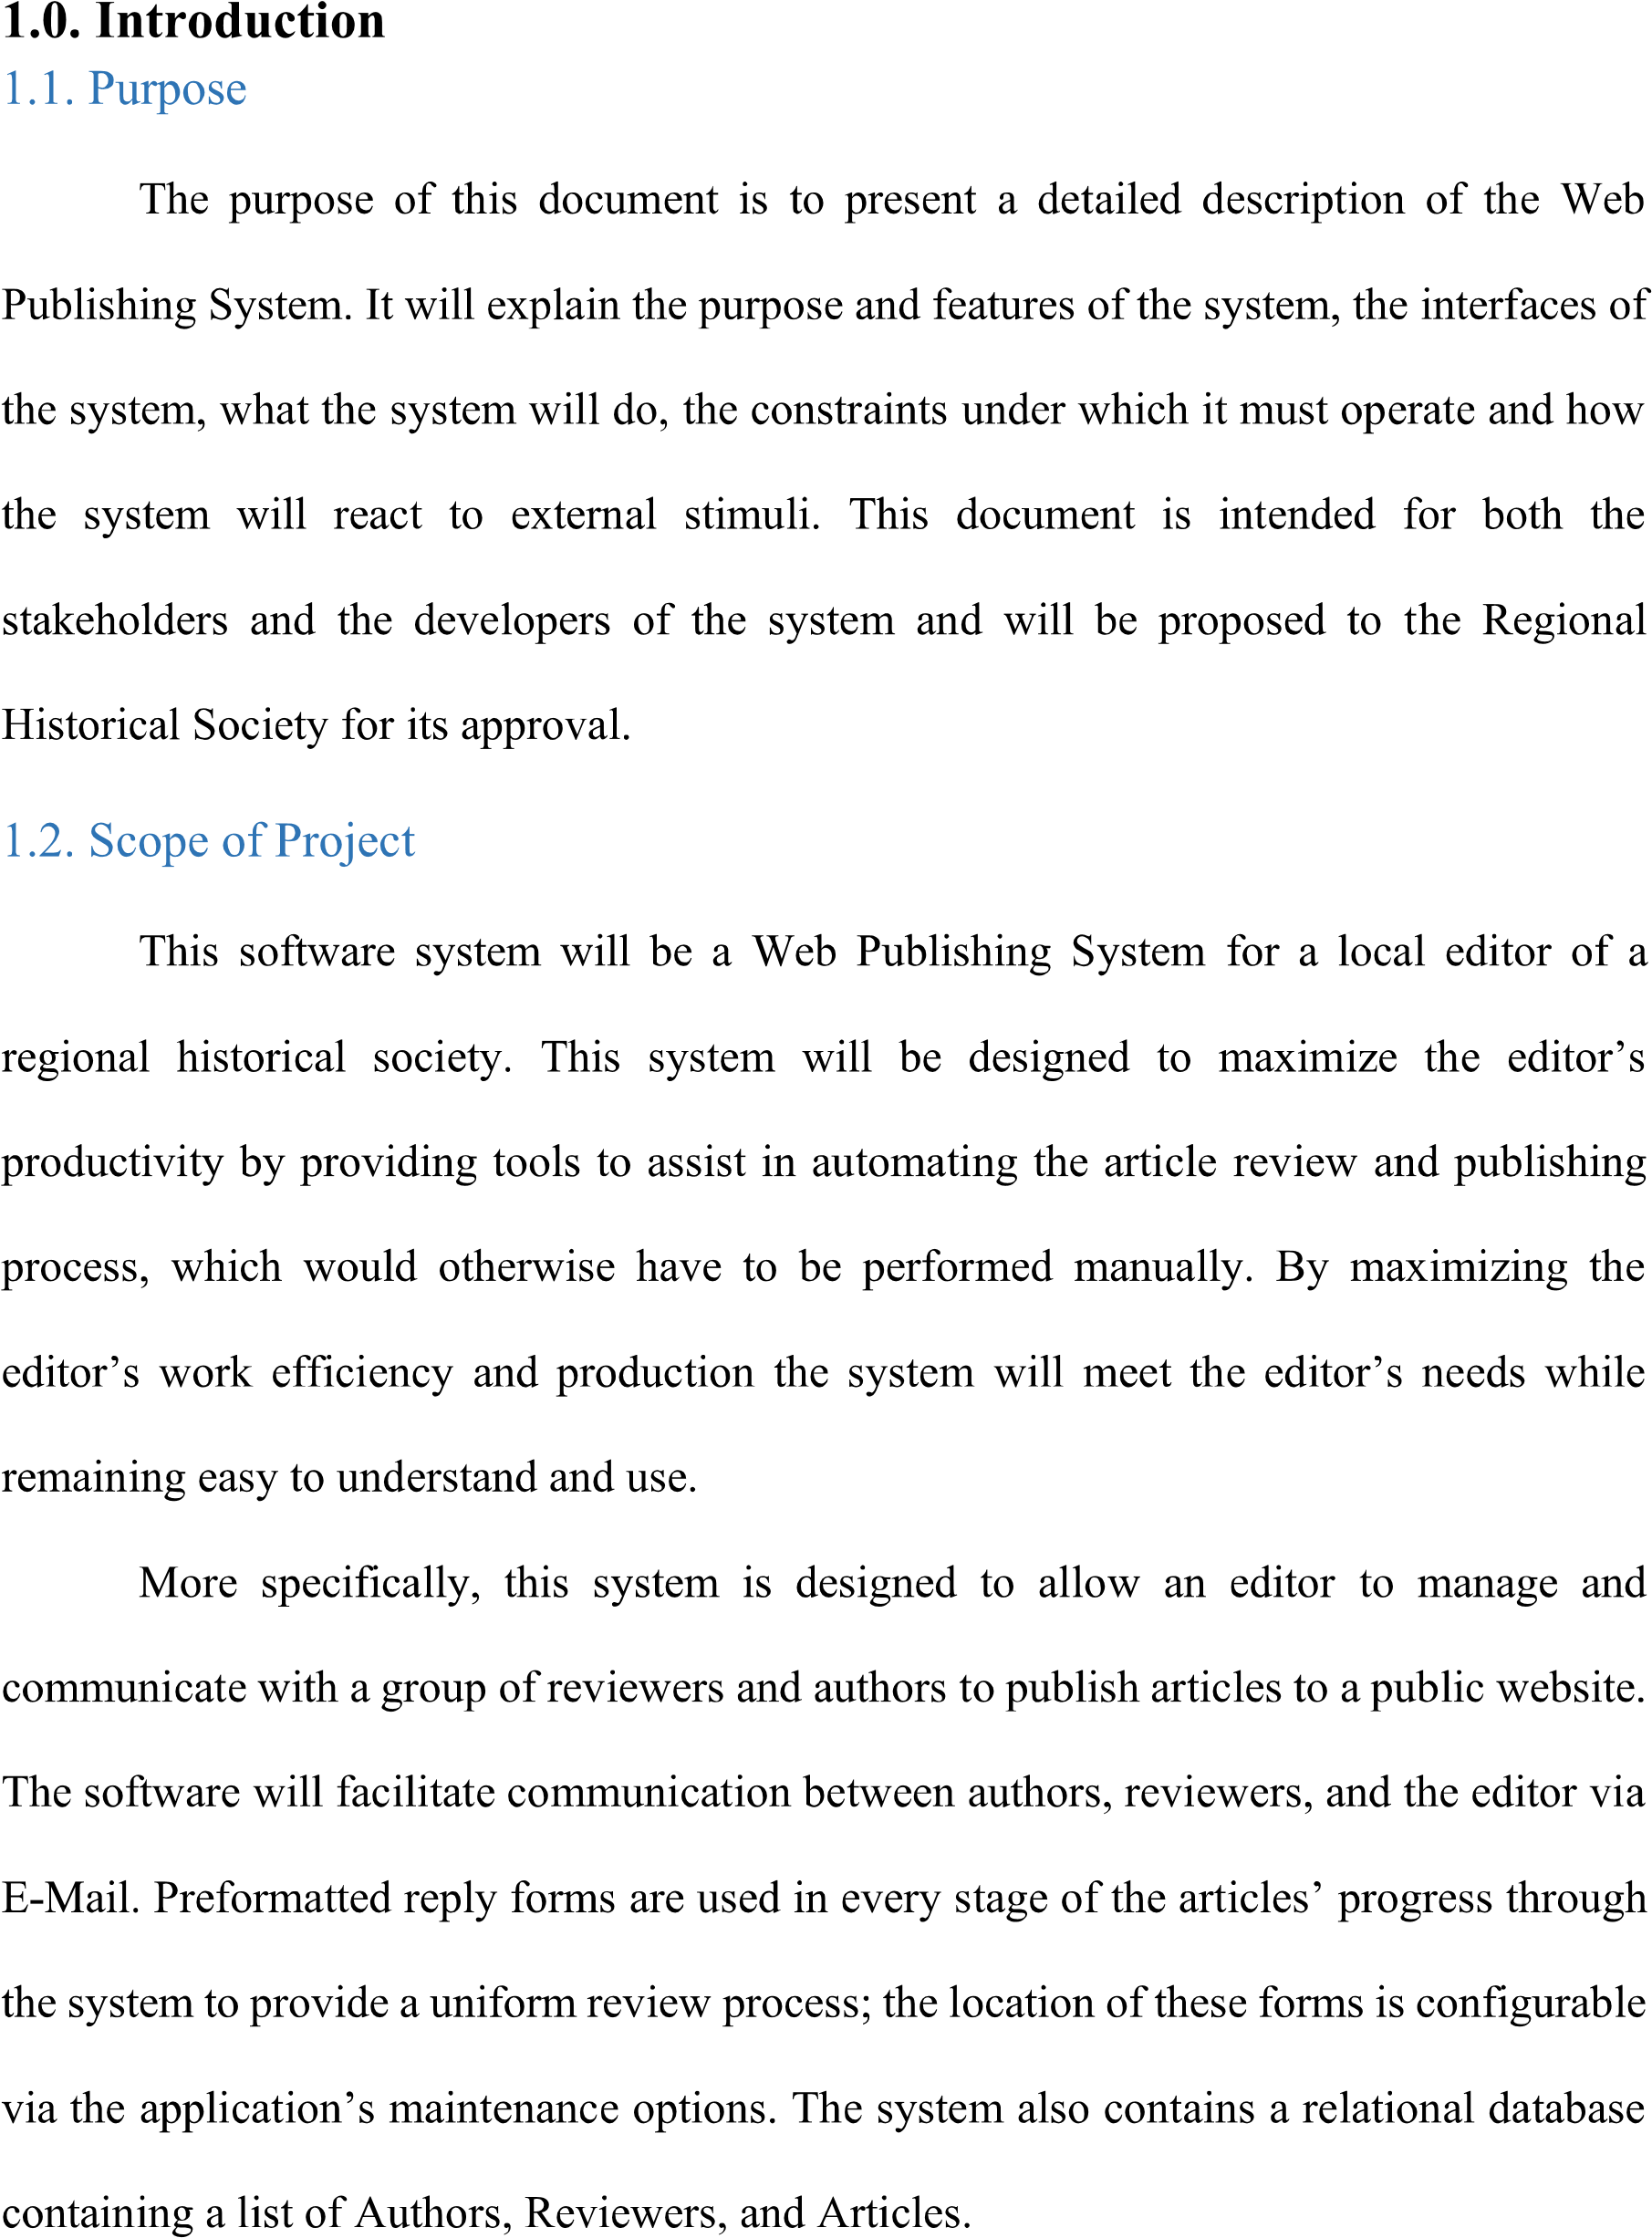 1.0. Introduction
1.1. Purpose
The purpose of this document is to present a detailed description of the Web
Publishing System. It will explain the purpose and features of the system, the interfaces of
the system, what the system will do, the constraints under which it must operate and how
the system will react to external stimuli. This document is intended for both the
stakeholders and the developers of the system and will be proposed to the Regional
Historical Society for its approval.
1.2. Scope of Project
This software system will be a Web Publishing System for a local editor of a
regional historical society. This system will be designed to maximize the editor’s
productivity by providing tools to assist in automating the article review and publishing
process, which would otherwise have to be performed manually. By maximizing the
editor’s work efficiency and production the system will meet the editor’s needs while
remaining easy to understand and use.
More specifically, this system is designed to allow an editor to manage and
communicate with a group of reviewers and authors to publish articles to a public website.
The software will facilitate communication between authors, reviewers, and the editor via
E-Mail. Preformatted reply forms are used in every stage of the articles’ progress through
the system to provide a uniform review process; the location of these forms is configurable
via the application’s maintenance options. The system also contains a relational database
containing a list of Authors, Reviewers, and Articles.